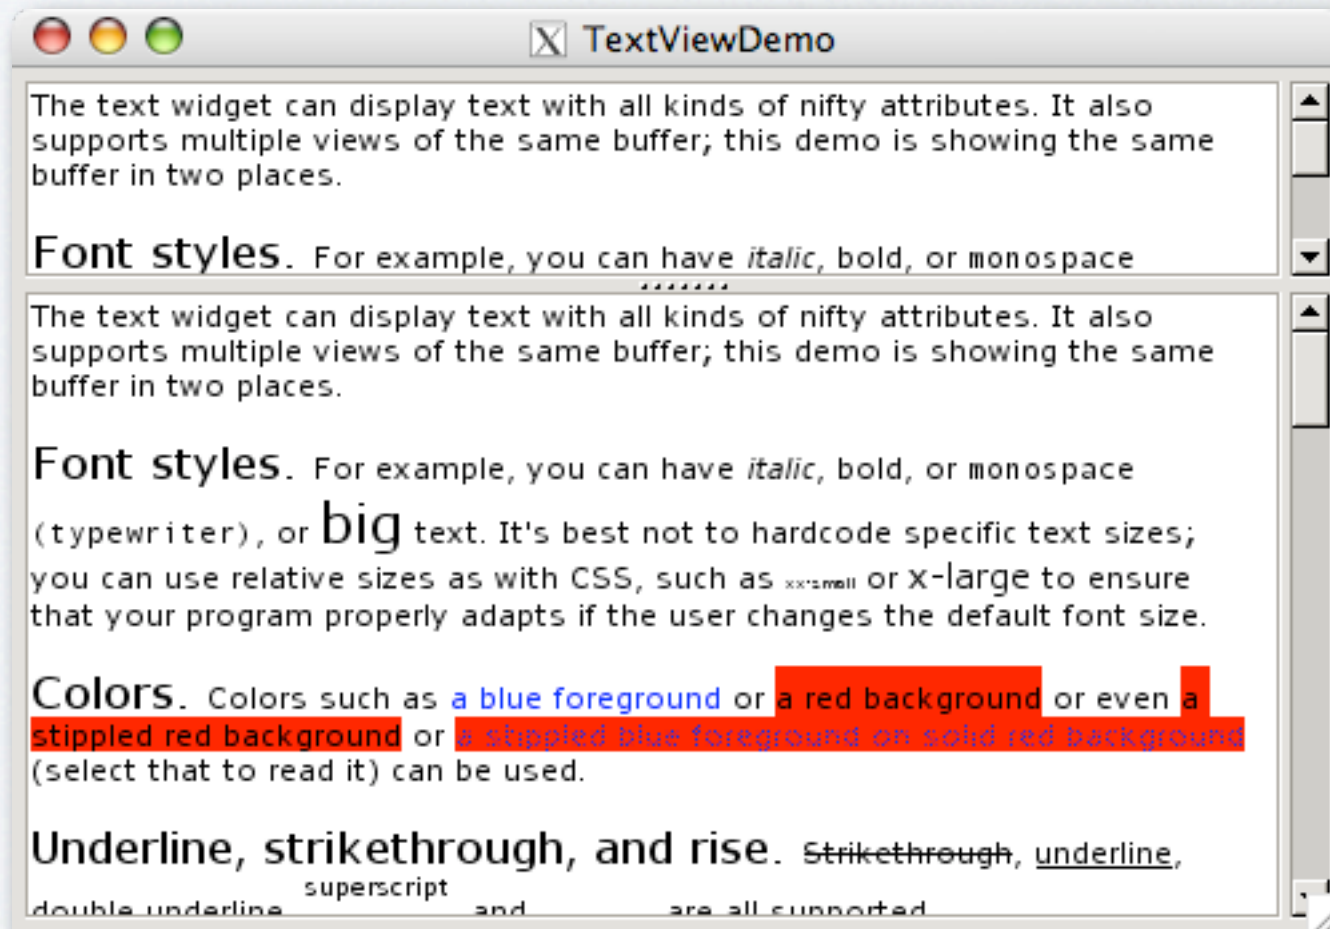 TextViewDemo
The text widget can display text with all kinds of nifty attributes. It also
supports multiple views of the same buffer; this demo is showing the same
buffer in two places.
Font styles. For example, you can have italic, bold, or monospace
The text widget can display text with all kinds of nifty attributes. It also
supports multiple views of the same buffer; this demo is showing the same
buffer in two places.
Font styles. For example, you can have italic, bold, or monospace
(typewriter), or big text. It's best not to hardcode specific text sizes;
you can use relative sizes as with CSS, such as xx-small or x-large to ensure
that your program properly adapts if the user changes the default font size.
Colors. Colors such as a blue foreground or a red background or even a
stippled red background or a stippled blue foreground on solid red background
(select that to read it) can be used.
Underline, strikethrough, and rise. Strikethrough, underline,
superscript
double underline, and are all supported